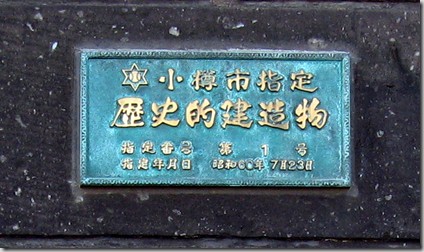 小樽市指定
歴史的建造物
指定番号 第1号
指定年月日 昭和60年7月23日